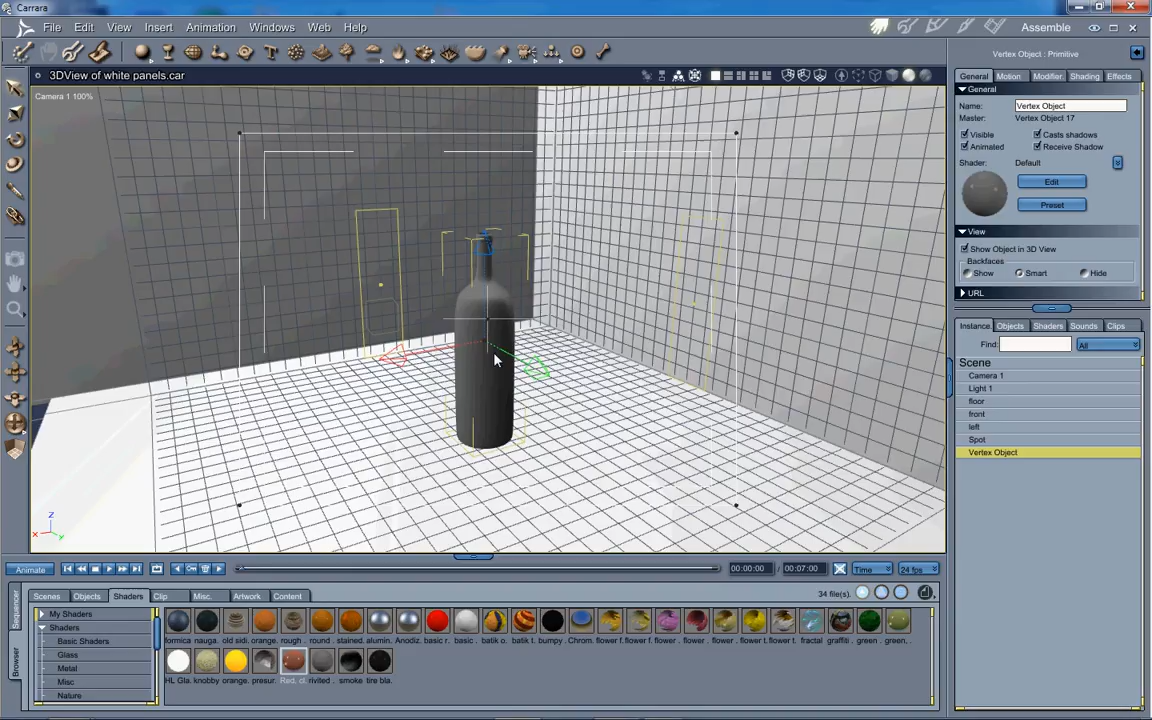 Carrara
File Edit View Insert Animation Windows Web Help
Assemble
3DView of white panels.car
Camera 1 100%
Vertex Object : Primitive
General Motion Modifier. Shading Effects
General
Name: Vertex Object
Master: Vertex Object 17
Visible Casts shadows
Animated Receive Shadow
Shader: Default
Edit
Preset
View
Show Object in 3D View
Backfaces
Show Smart Hide
URL
Instance. Objects Shaders Sounds Clips
Find: All
Scene
Camera 1
Light 1
floor
front
left
Spot
Vertex Object
Z
X
Y
Animate 00:00:00 / 00:07:00 Time 24 fps
Scenes Objects Shaders Clip Misc. Artwork Content 34 file(s).
Sequencer
Browser
My Shaders
Shaders
Basic Shaders
Glass
Metal
Misc
Nature
formica nauga. old sidi. orange. rough . round . stained. alumin. Anodiz. basic r. basic . batik o. batik t. bumpy. Chrom. flower f. flower f. flower . flower . flower f. flower t. flower t. fractal graffiti . green . green,
HL Gla. knobby orange. presur. Red, cl. rivited . smoke tire bla.